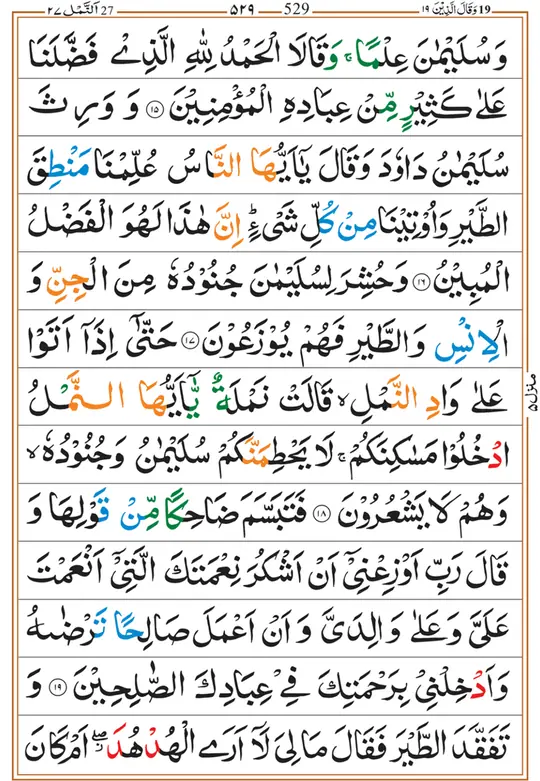 19 وَقَالَ الَّذِيْنَ ١٩ 529 ٥٢٩ 27 اَلنَّمْل ٢٧
وَ سُلَيْمٰنَ عِلْمًا ۚ وَقَالَا الْحَمْدُ لِلّٰهِ الَّذِيْ فَضَّلَنَا
عَلٰى كَثِيْرٍ مِّنْ عِبَادِهِ الْمُؤْمِنِيْنَ ۝١٥ وَ وَرِثَ
سُلَيْمٰنُ دَاوٗدَ وَقَالَ يٰۤاَيُّهَا النَّاسُ عُلِّمْنَا مَنْطِقَ
الطَّيْرِ وَاُوْتِيْنَا مِنْ كُلِّ شَيْءٍ ؕ اِنَّ هٰذَا لَهُوَ الْفَضْلُ
الْمُبِيْنُ ۝١٦ وَحُشِرَ لِسُلَيْمٰنَ جُنُوْدُهٗ مِنَ الْجِنِّ وَ
الْاِنْسِ وَالطَّيْرِ فَهُمْ يُوْزَعُوْنَ ۝١٧ حَتّٰۤى اِذَاۤ اَتَوْا
عَلٰى وَادِ النَّمْلِ ۙ قَالَتْ نَمْلَةٌ يّٰۤاَيُّهَا النَّمْلُ
ادْخُلُوْا مَسٰكِنَكُمْ ۚ لَا يَحْطِمَنَّكُمْ سُلَيْمٰنُ وَجُنُوْدُهٗ ۙ
وَهُمْ لَا يَشْعُرُوْنَ ۝١٨ فَتَبَسَّمَ ضَاحِكًا مِّنْ قَوْلِهَا وَ
قَالَ رَبِّ اَوْزِعْنِيْۤ اَنْ اَشْكُرَ نِعْمَتَكَ الَّتِيْۤ اَنْعَمْتَ
عَلَيَّ وَعَلٰى وَالِدَيَّ وَاَنْ اَعْمَلَ صَالِحًا تَرْضٰىهُ
وَاَدْخِلْنِيْ بِرَحْمَتِكَ فِيْ عِبَادِكَ الصّٰلِحِيْنَ ۝١٩ وَ
تَفَقَّدَ الطَّيْرَ فَقَالَ مَا لِيَ لَاۤ اَرَى الْهُدْهُدَ ۖ اَمْ كَانَ
منزل ٥